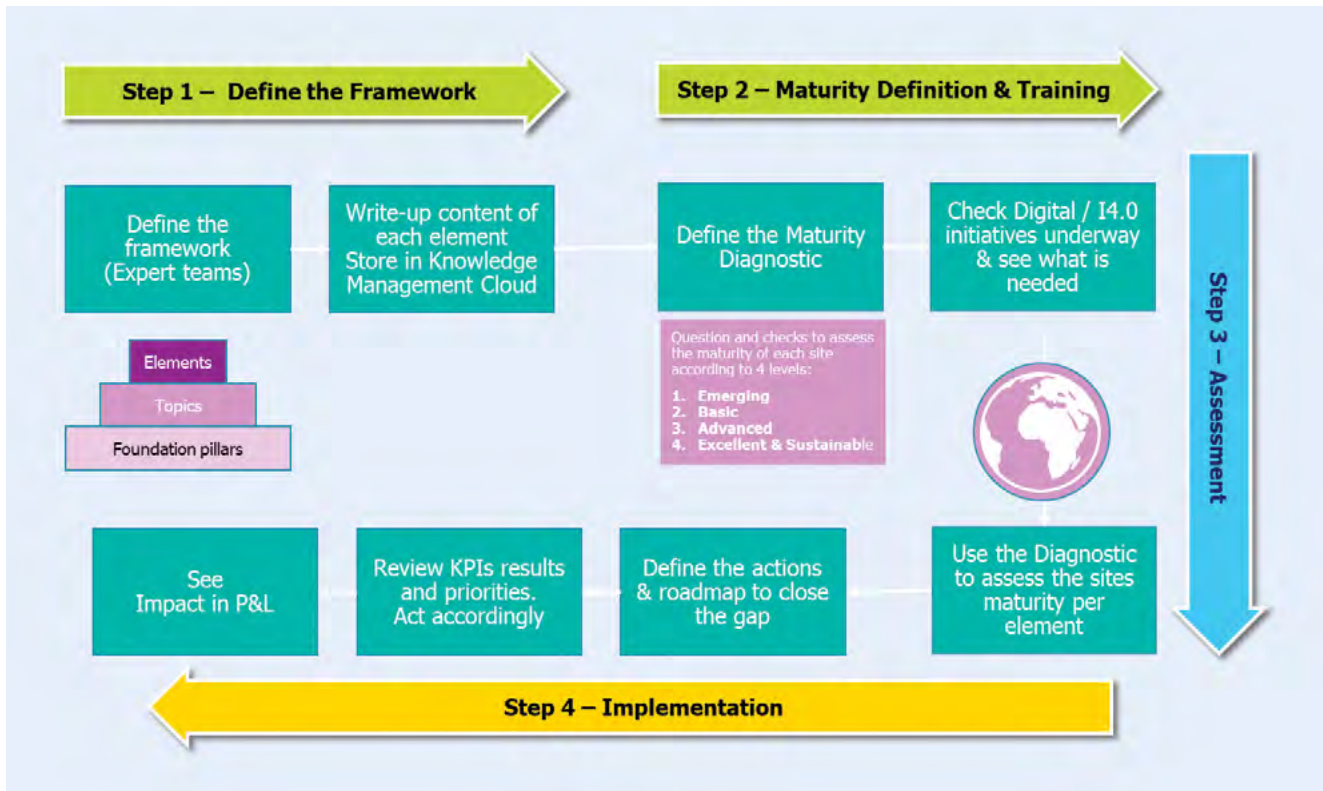 Step 1 – Define the Framework
Step 2 – Maturity Definition & Training
Define the
framework
(Expert teams)
Write-up content of
each element
Store in Knowledge
Management Cloud
Define the Maturity
Diagnostic
Check Digital / I4.0
initiatives underway
& see what is
needed
Step 3 – Assessment
Elements
Topics
Foundation pillars
Question and checks to assess
the maturity of each site
according to 4 levels:
1. Emerging
2. Basic
3. Advanced
4. Excellent & Sustainable
See
Impact in P&L
Review KPIs results
and priorities.
Act accordingly
Define the actions
& roadmap to close
the gap
Use the Diagnostic
to assess the sites
maturity per
element
Step 4 – Implementation